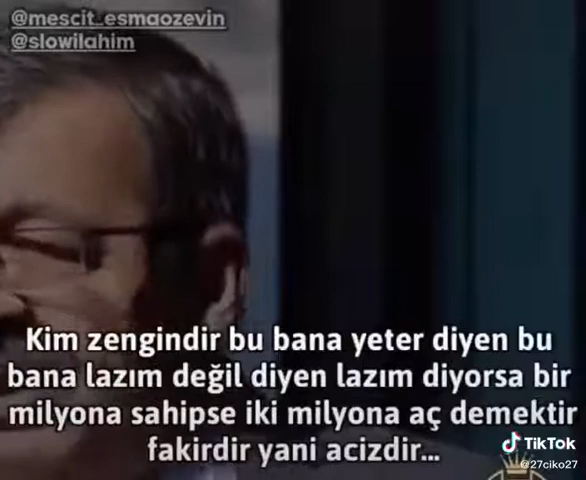 @mescit_esmaozevin
@slowilahim
Kim zengindir bu bana yeter diyen bu
bana lazım değil diyen lazım diyorsa bir
milyona sahipse iki milyona aç demektir
fakirdir yani acizdir...
TikTok
@27ciko27